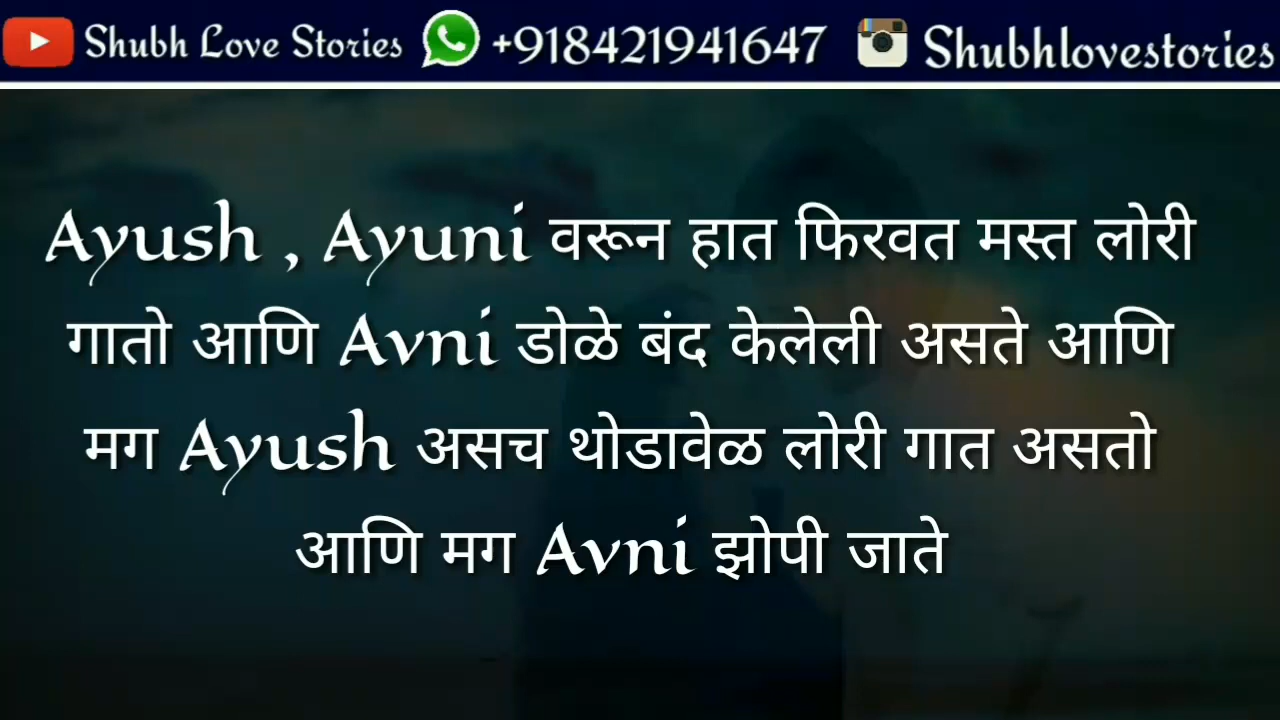 Shubh Love Stories +918421941647 Shubhlovestories
Ayush , Ayuni वरून हात फिरवत मस्त लोरी
गातो आणि Avni डोळे बंद केलेली असते आणि
मग Ayush असच थोडावेळ लोरी गात असतो
आणि मग Avni झोपी जाते